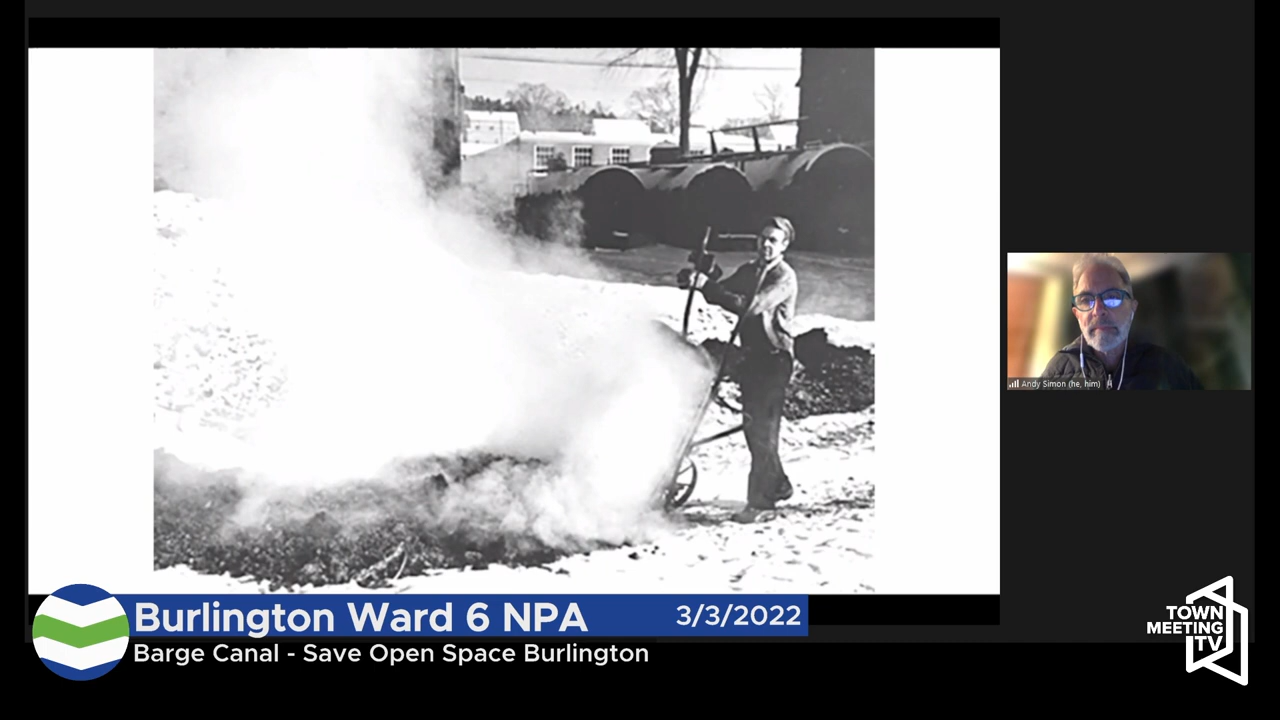 Andy Simon (he, him)
Burlington Ward 6 NPA
3/3/2022
Barge Canal - Save Open Space Burlington
TOWN
MEETING
TV